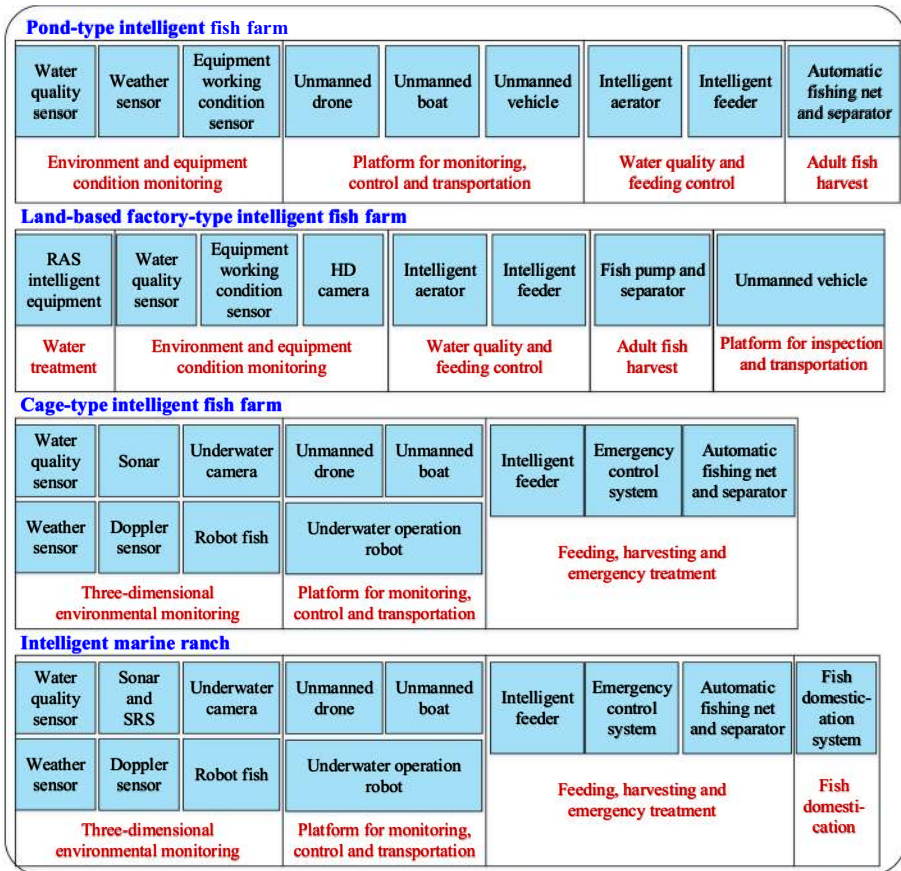 Pond-type intelligent fish farm
Water
quality
sensor
Weather
sensor
Equipment
working
condition
sensor
Unmanned
drone
Unmanned
boat
Unmanned
vehicle
Intelligent
aerator
Intelligent
feeder
Automatic
fishing net
and separator
Environment and equipment
condition monitoring
Platform for monitoring,
control and transportation
Water quality and
feeding control
Adult fish
harvest
Land-based factory-type intelligent fish farm
RAS
intelligent
equipment
Water
quality
sensor
Equipment
working
condition
sensor
HD
camera
Intelligent
aerator
Intelligent
feeder
Fish pump and
separator
Unmanned vehicle
Water
treatment
Environment and equipment
condition monitoring
Water quality and
feeding control
Adult fish
harvest
Platform for inspection
and transportation
Cage-type intelligent fish farm
Water
quality
sensor
Sonar
Underwater
camera
Unmanned
drone
Unmanned
boat
Intelligent
feeder
Emergency
control
system
Automatic
fishing net
and separator
Weather
sensor
Doppler
sensor
Robot fish
Underwater operation
robot
Feeding, harvesting and
emergency treatment
Three-dimensional
environmental monitoring
Platform for monitoring,
control and transportation
Intelligent marine ranch
Water
quality
sensor
Sonar
and
SRS
Underwater
camera
Unmanned
drone
Unmanned
boat
Intelligent
feeder
Emergency
control
system
Automatic
fishing net
and separator
Fish
domestic-
ation
system
Weather
sensor
Doppler
sensor
Robot fish
Underwater operation
robot
Feeding, harvesting and
emergency treatment
Fish
domesti-
cation
Three-dimensional
environmental monitoring
Platform for monitoring,
control and transportation